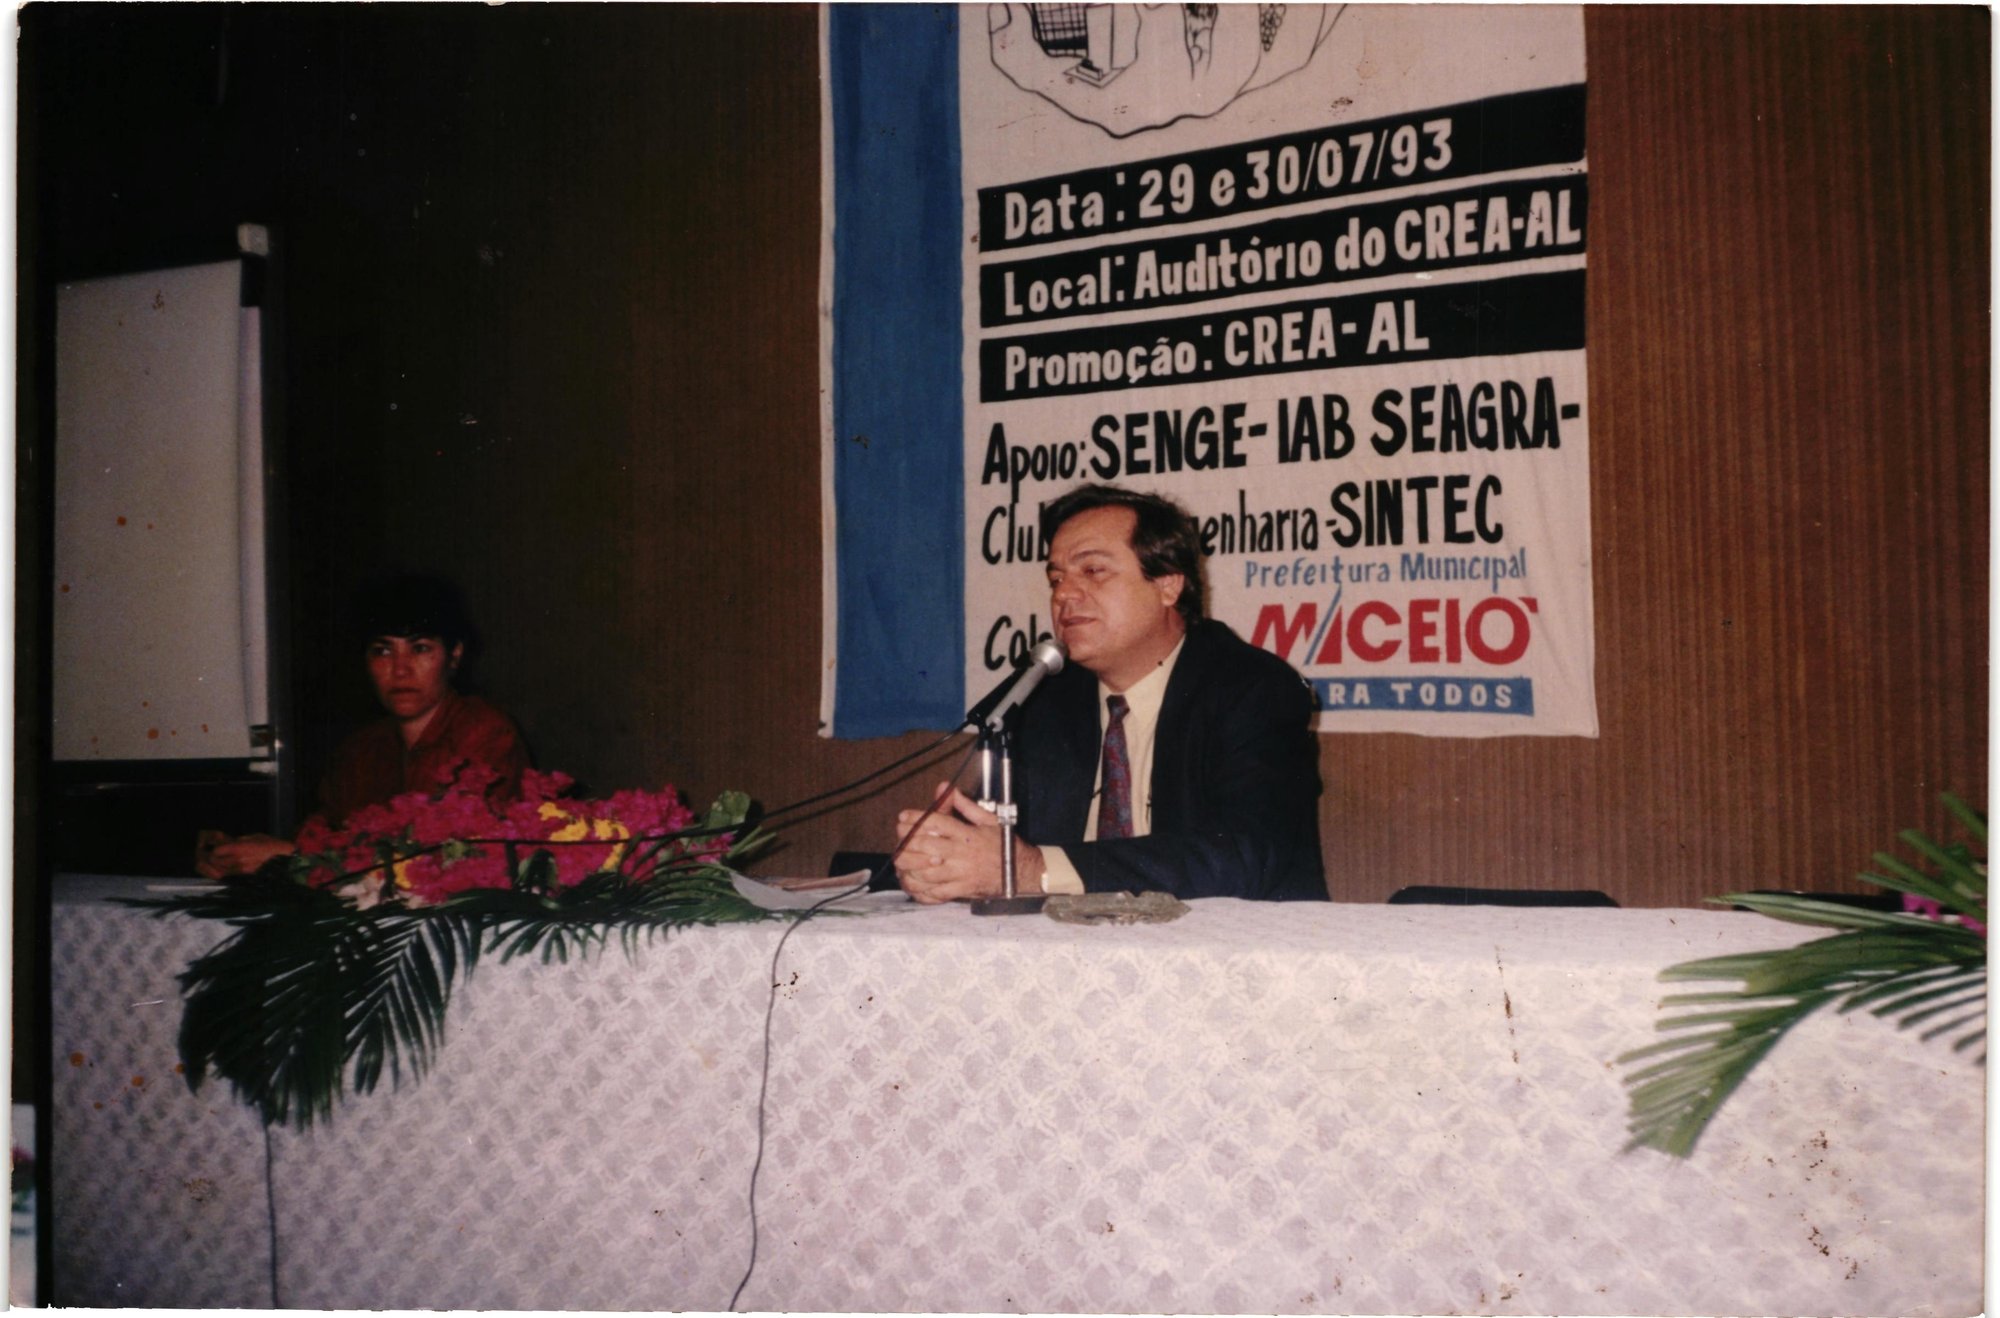 Data: 29 e 30/07/93
Local: Auditório do CREA-AL
Promoção: CREA-AL
Apoio: SENGE-IAB SEAGRA-
Clu enharia-SINTEC
Prefeitura Municipal
MACEIÓ
RA TODOS